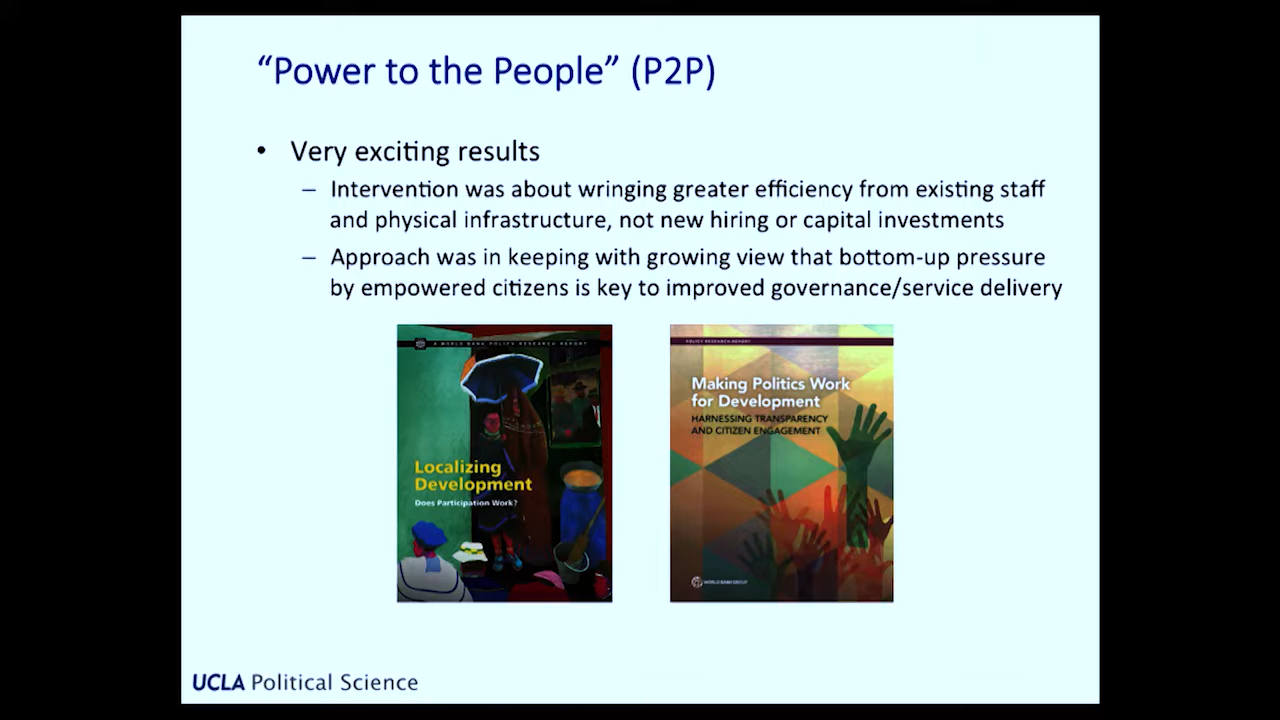 “Power to the People” (P2P)
• Very exciting results
– Intervention was about wringing greater efficiency from existing staff
and physical infrastructure, not new hiring or capital investments
– Approach was in keeping with growing view that bottom-up pressure
by empowered citizens is key to improved governance/service delivery
A WORLD BANK POLICY RESEARCH REPORT
Localizing
Development
Does Participation Work?
POLICY RESEARCH REPORT
Making Politics Work
for Development
HARNESSING TRANSPARENCY
AND CITIZEN ENGAGEMENT
WORLD BANK GROUP
UCLA Political Science